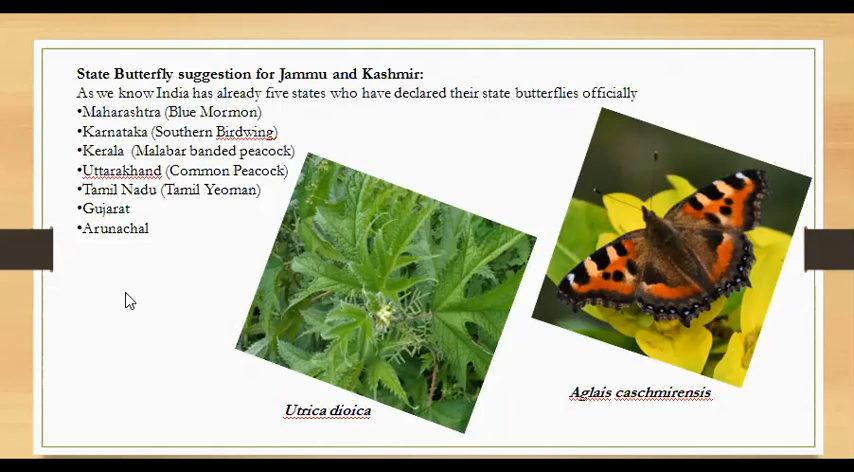 State Butterfly suggestion for Jammu and Kashmir:
As we know India has already five states who have declared their state butterflies officially
•Maharashtra (Blue Mormon)
•Karnataka (Southern Birdwing)
•Kerala (Malabar banded peacock)
•Uttarakhand (Common Peacock)
•Tamil Nadu (Tamil Yeoman)
•Gujarat
•Arunachal
Utrica dioica
Aglais caschmirensis